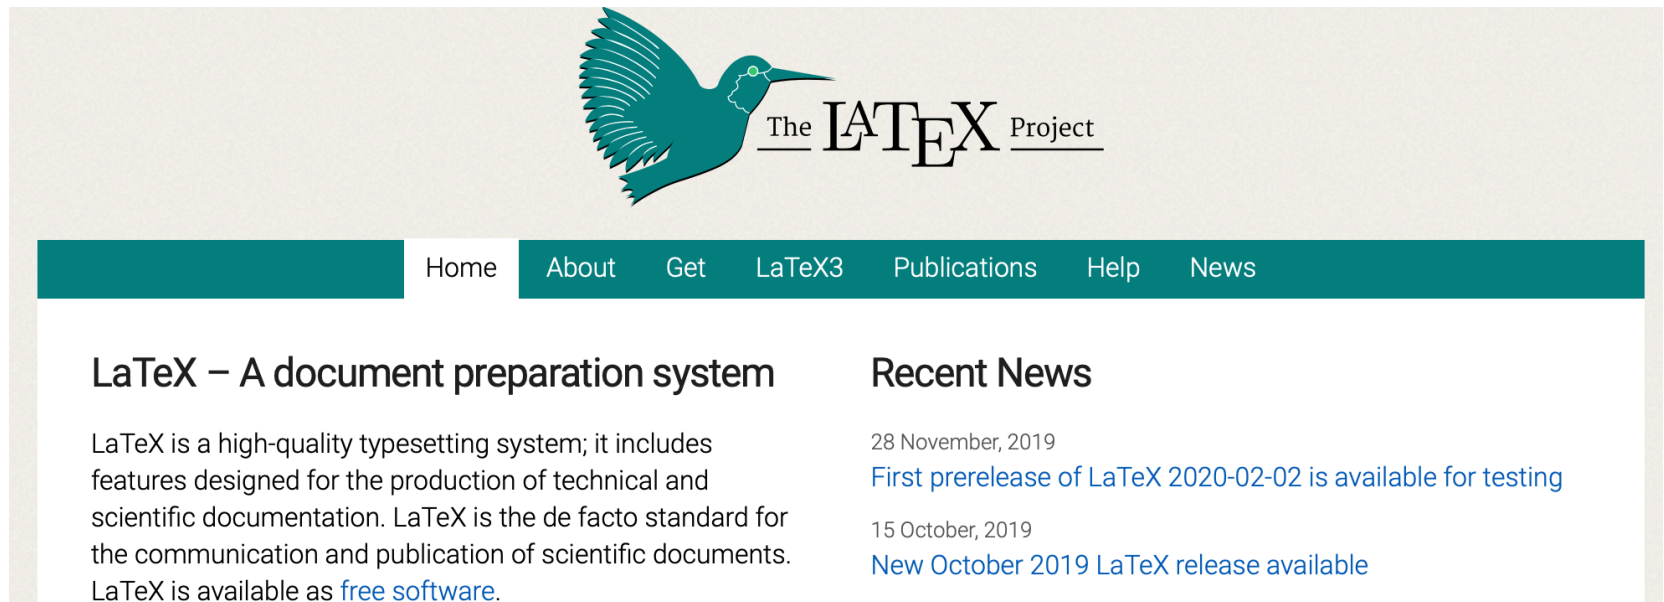 The LATEX Project
Home About Get LaTeX3 Publications Help News
LaTeX – A document preparation system
LaTeX is a high-quality typesetting system; it includes
features designed for the production of technical and
scientific documentation. LaTeX is the de facto standard for
the communication and publication of scientific documents.
LaTeX is available as free software.
Recent News
28 November, 2019
First prerelease of LaTeX 2020-02-02 is available for testing
15 October, 2019
New October 2019 LaTeX release available